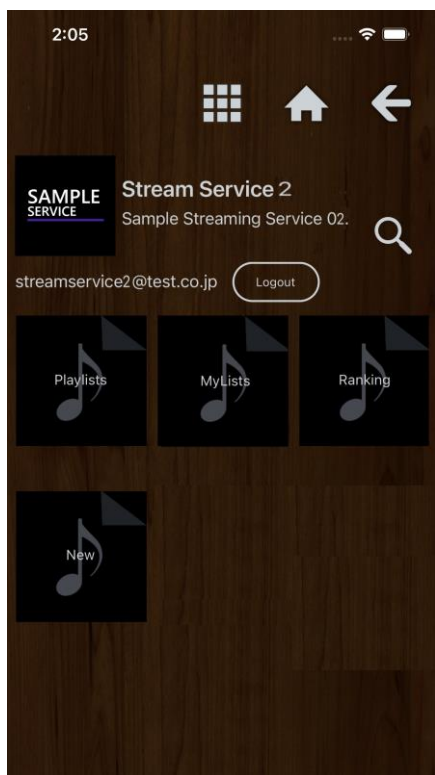 2:05
SAMPLE
SERVICE
Stream Service 2
Sample Streaming Service 02.
streamservice2@test.co.jp
Logout
Playlists
MyLists
Ranking
New